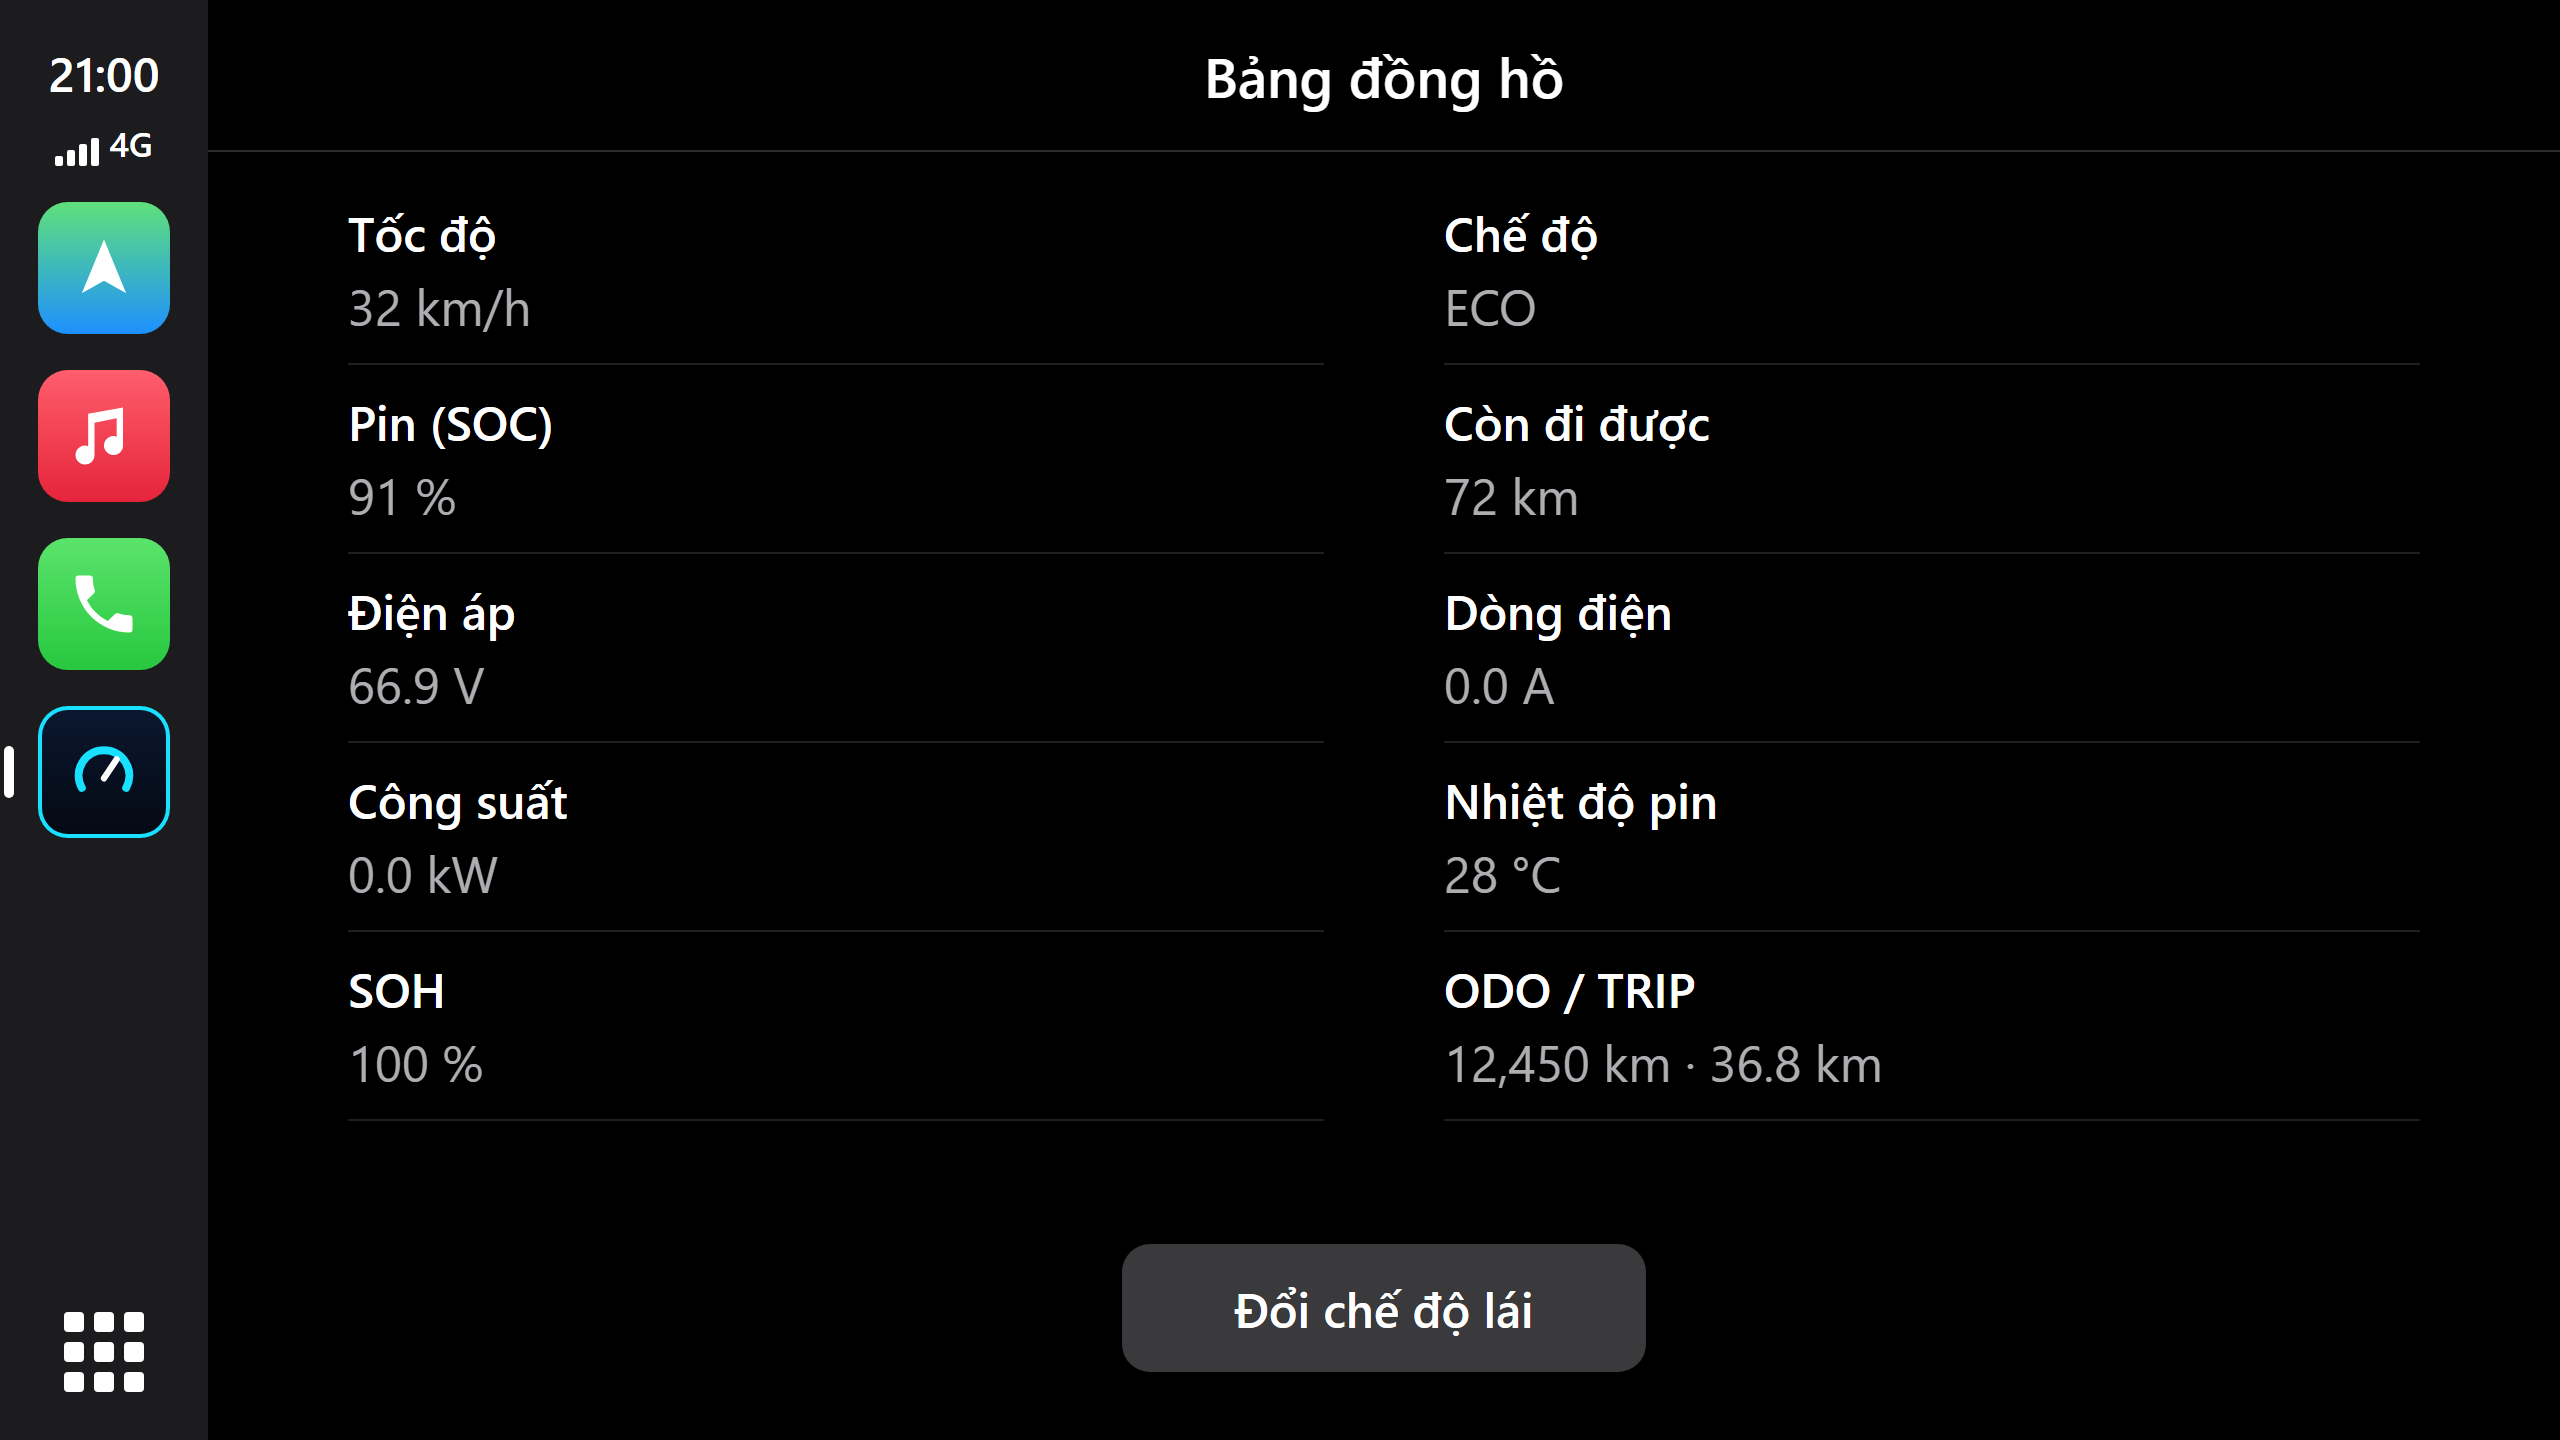 21:00
4G
Bảng đồng hồ
Tốc độ
32 km/h
Chế độ
ECO
Pin (SOC)
91 %
Còn đi được
72 km
Điện áp
66.9 V
Dòng điện
0.0 A
Công suất
0.0 kW
Nhiệt độ pin
28 °C
SOH
100 %
ODO / TRIP
12,450 km · 36.8 km
Đổi chế độ lái